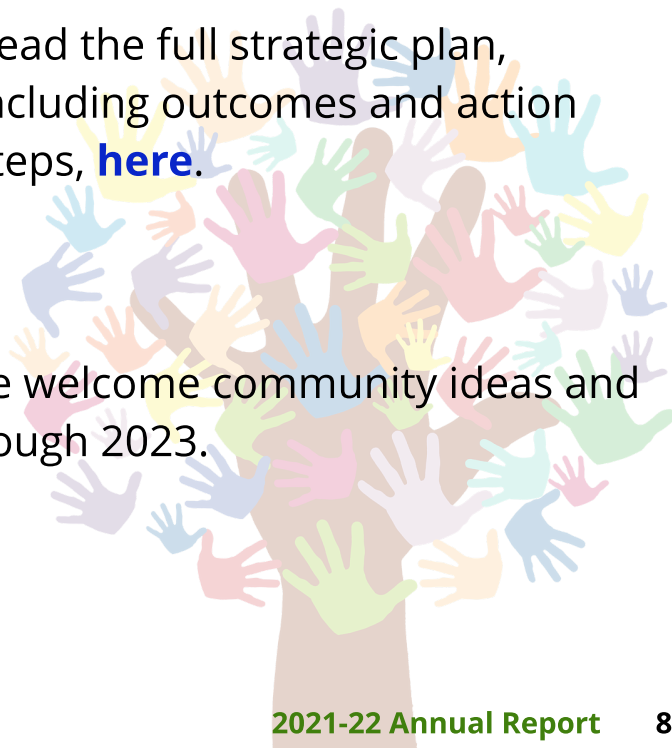 ead the full strategic plan,
ncluding outcomes and action
teps, here.
e welcome community ideas and
ough 2023.
2021-22 Annual Report 8